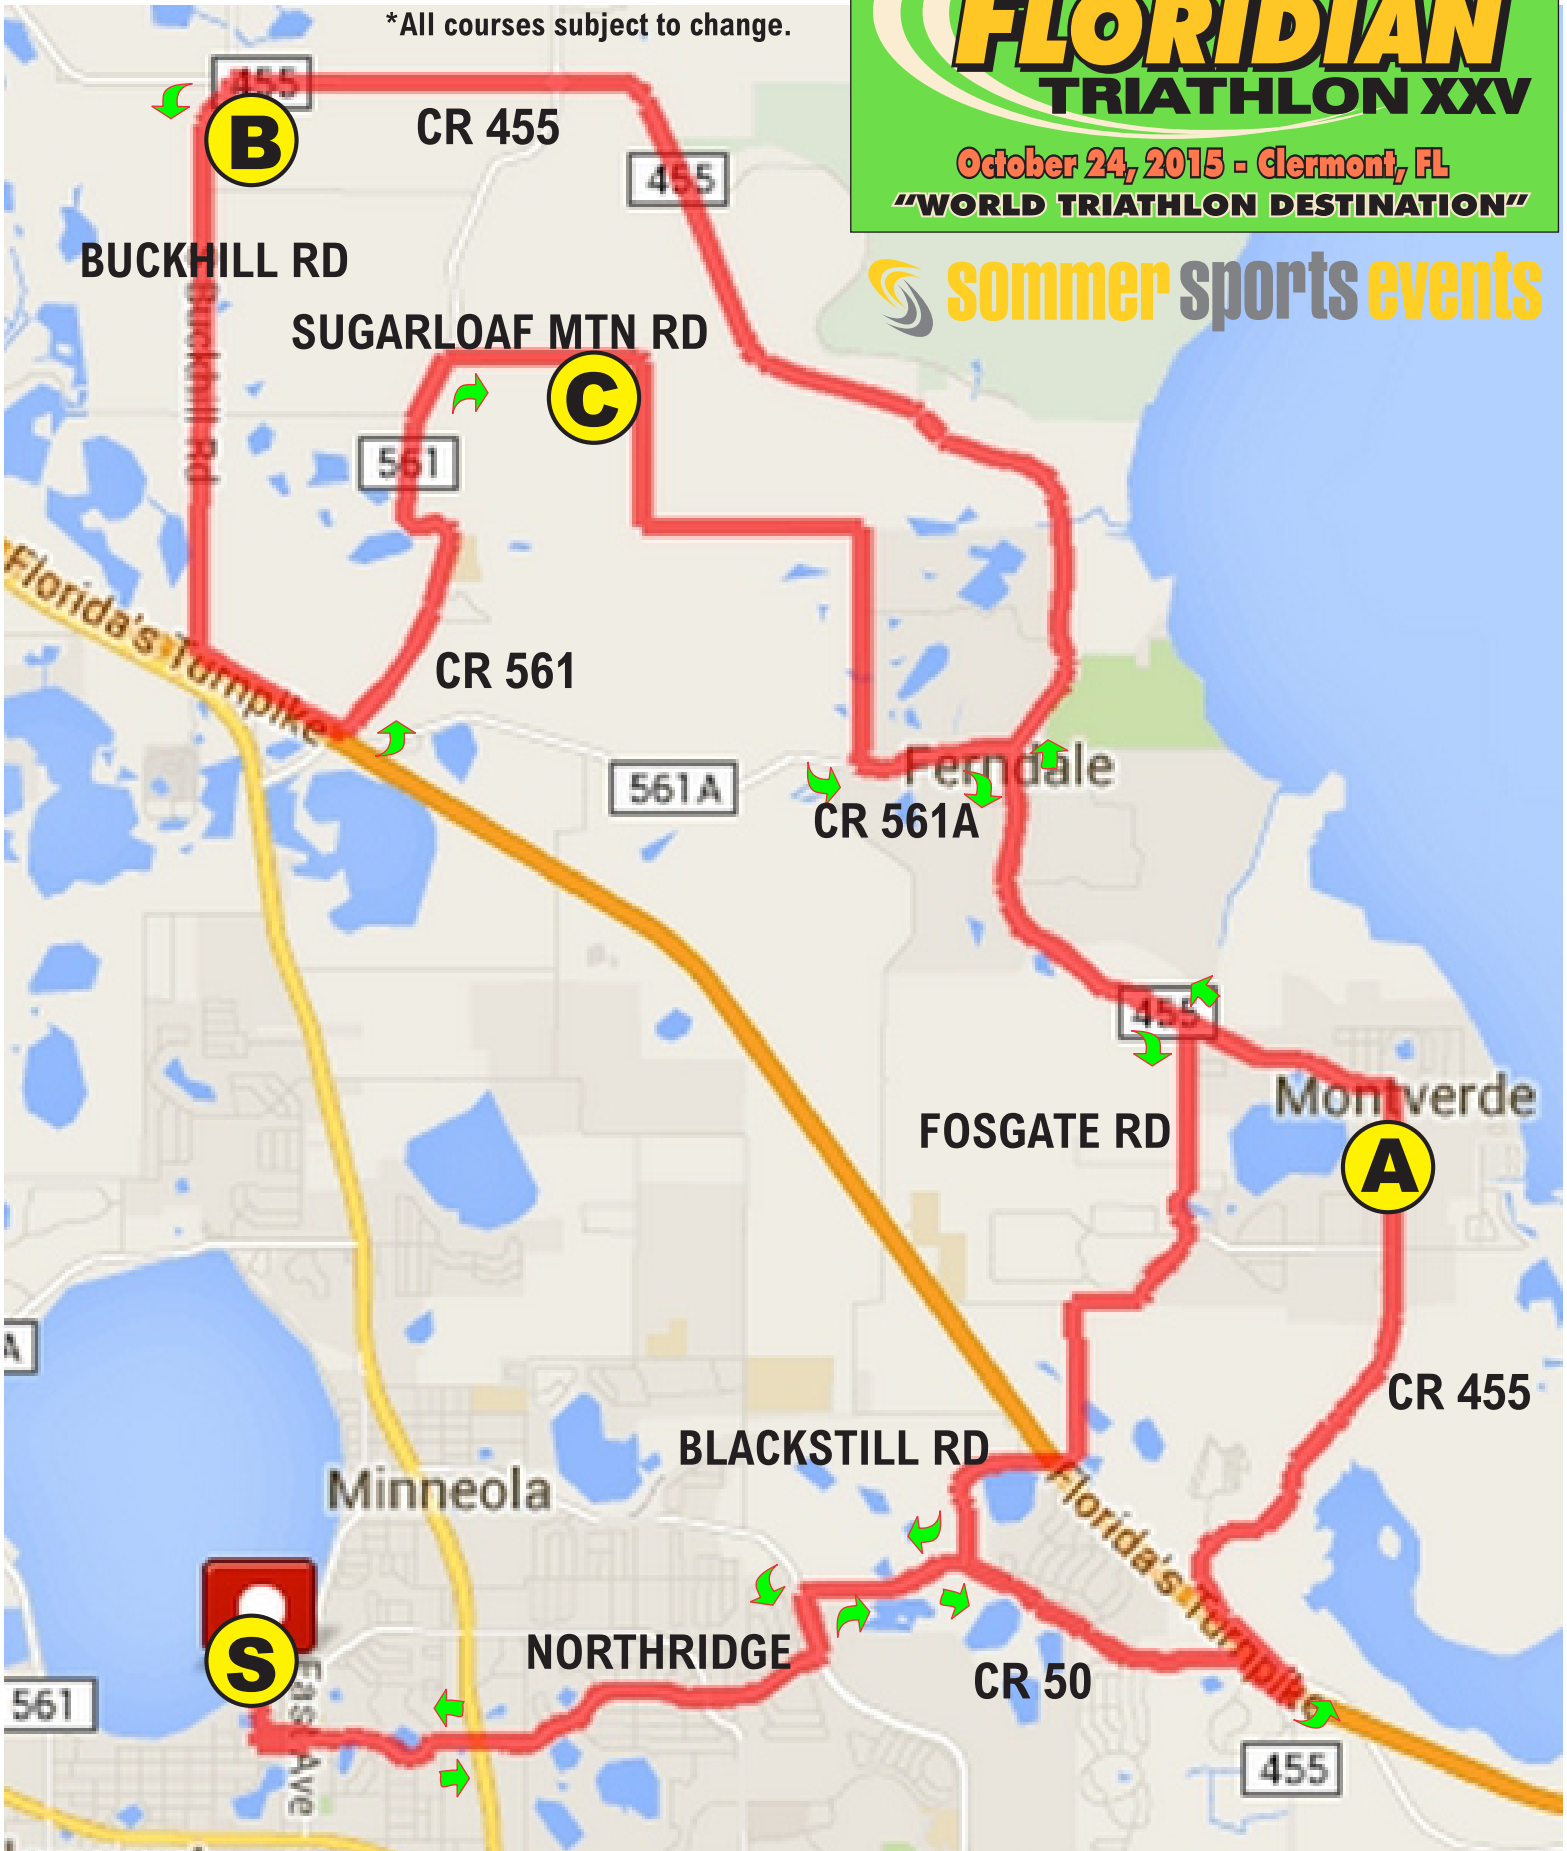 *All courses subject to change.
FLORIDIAN
TRIATHLON XXV
October 24, 2015 - Clermont, FL
"WORLD TRIATHLON DESTINATION"
sommer sports events
455
B
CR 455
455
BUCKHILL RD
Buckhill Rd
SUGARLOAF MTN RD
C
561
Florida's Turnpike
CR 561
561A
Ferndale
CR 561A
455
Montverde
FOSGATE RD
A
A
CR 455
BLACKSTILL RD
Minneola
Florida's Turnpike
S
NORTHRIDGE
CR 50
561
East Ave
455